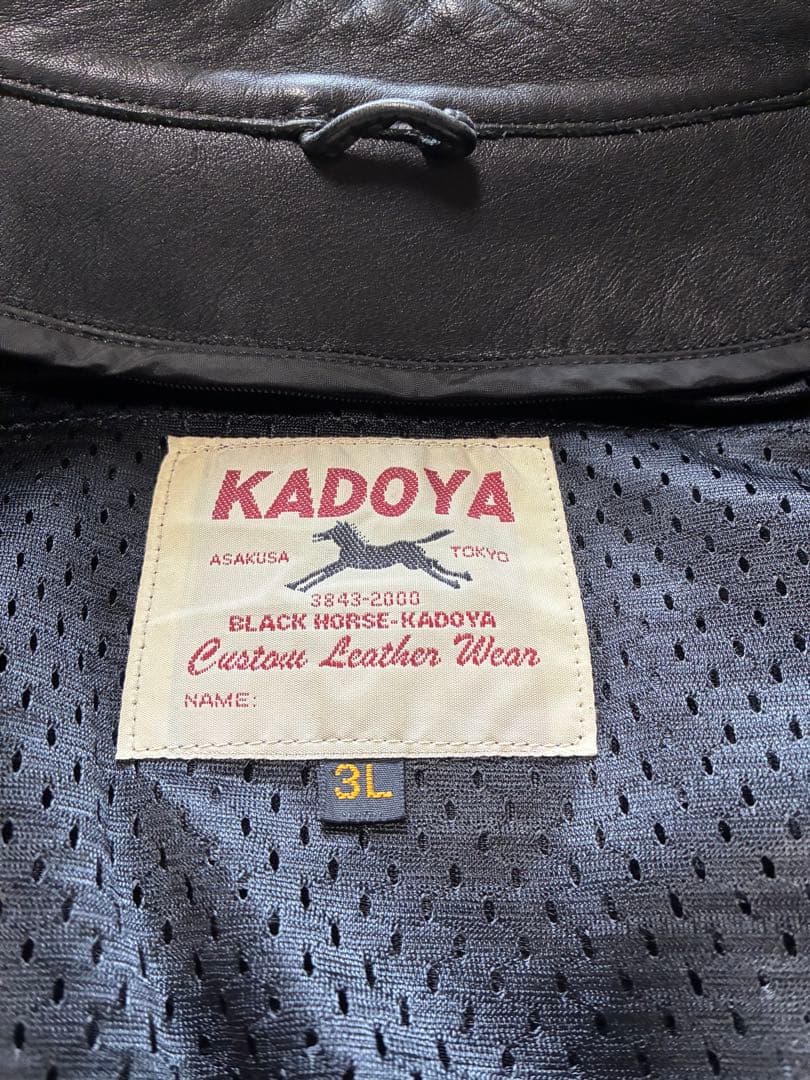 KADOYA
ASAKUSA TOKYO
3843-2000
BLACK HORSE-KADOYA
Custom Leather Wear
NAME:
3L